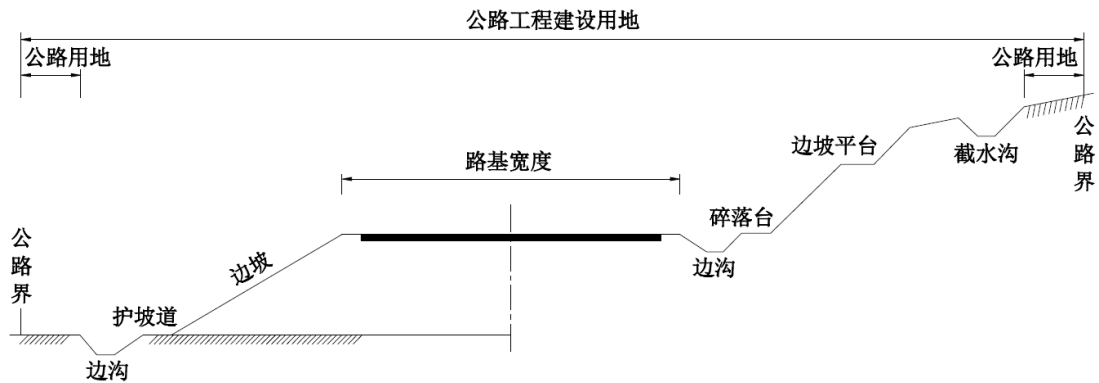 公路工程建设用地
公路用地
公路用地
公路界
边坡平台
截水沟
路基宽度
碎落台
公路界
边坡
边沟
护坡道
边沟